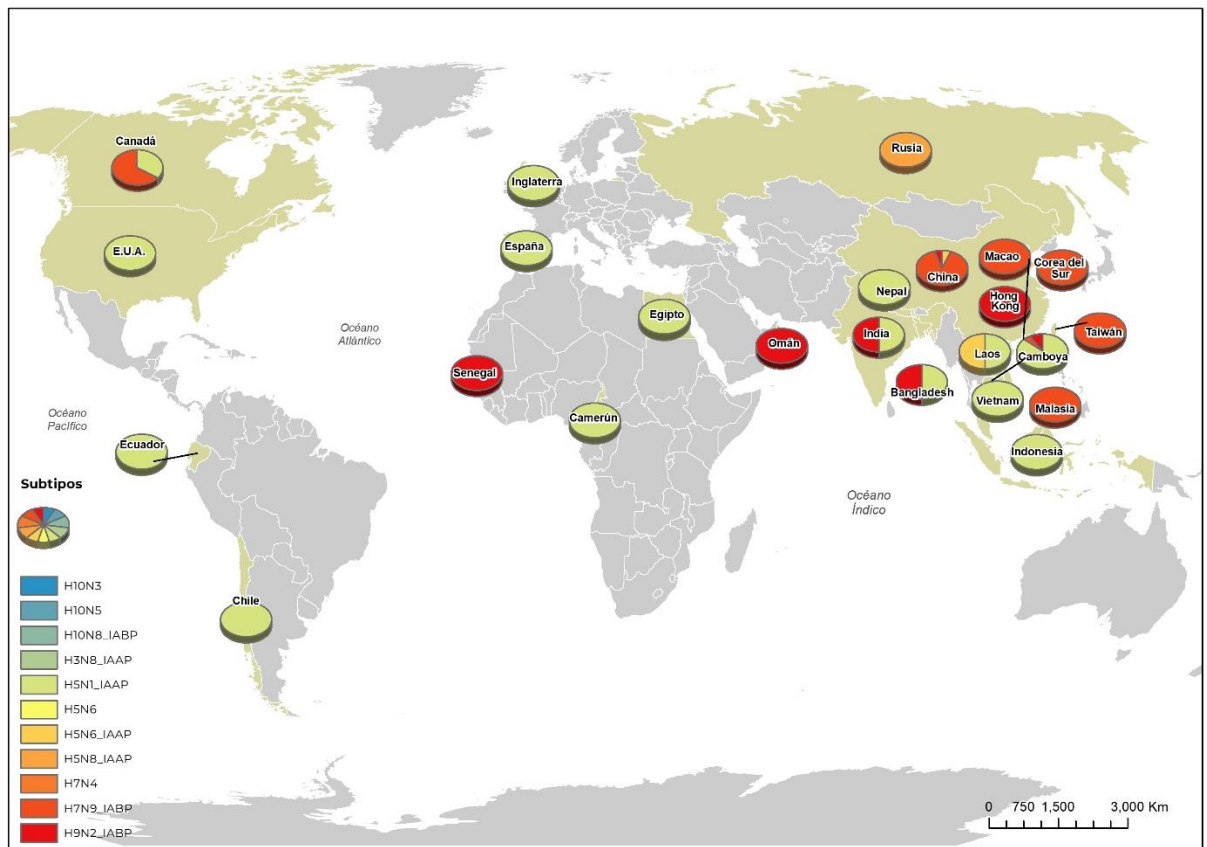 Canadá
E.U.A.
Inglaterra
España
Rusia
China
Macao
Corea del
Sur
Nepal
Hong
Kong
India
Egipto
Omán
Taiwán
Laos
Camboya
Senegal
Bangladesh
Vietnam
Malasia
Camerún
Indonesia
Océano
Atlántico
Océano
Pacífico
Ecuador
Océano
Índico
Chile
Subtipos
H10N3
H10N5
H10N8_IABP
H3N8_IAAP
H5N1_IAAP
H5N6
H5N6_IAAP
H5N8_IAAP
H7N4
H7N9_IABP
H9N2_IABP
0 750 1,500 3,000 Km